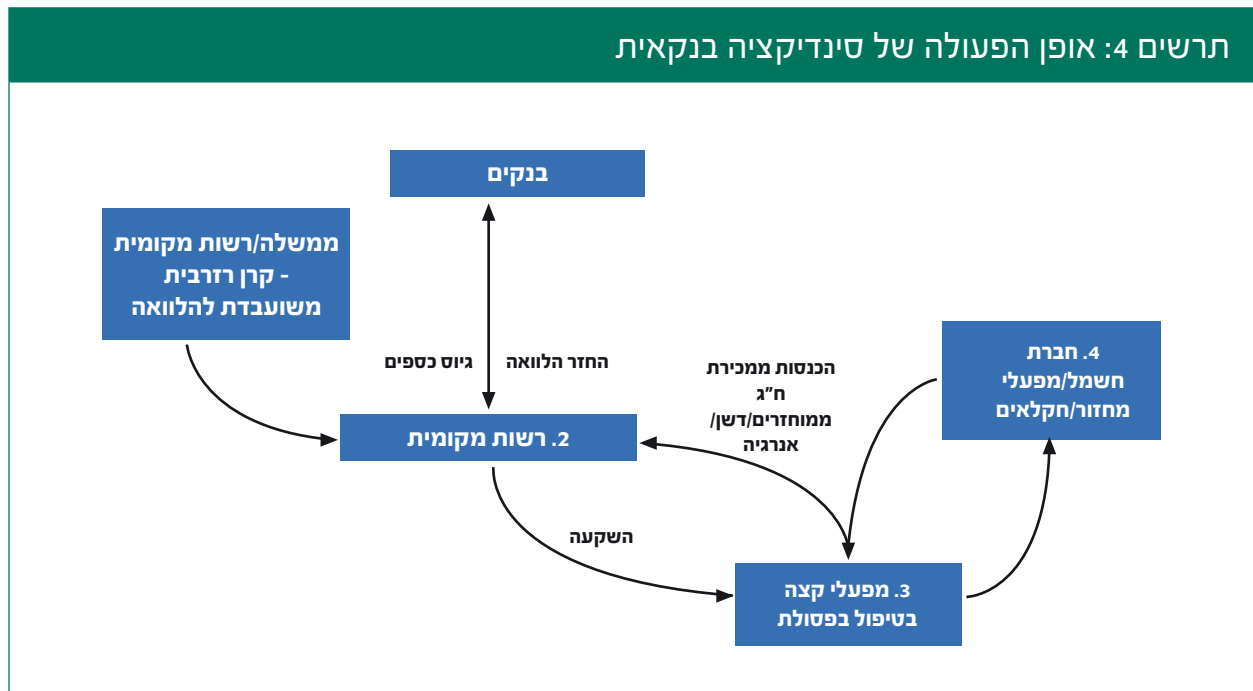 תרשים 4: אופן הפעולה של סינדיקציה בנקאית
בנקים
ממשלה/רשות מקומית
- קרן רזרבית
משועבדת להלוואה
גיוס כספים
החזר הלוואה
הכנסות ממכירת
ח"ג
ממוחזרים/דשן/
אנרגיה
4. חברת
חשמל/מפעלי
מחזור/חקלאים
2. רשות מקומית
השקעה
3. מפעלי קצה
בטיפול בפסולת